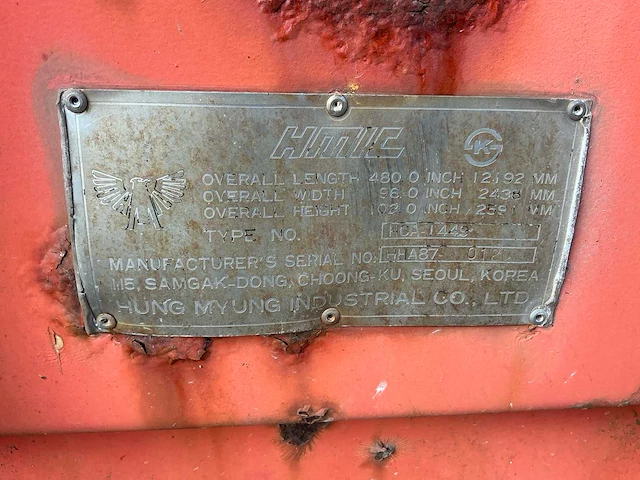 HMIC
OVERALL LENGTH 480.0 INCH 12192 MM
OVERALL WIDTH 96.0 INCH 2438 MM
OVERALL HEIGHT 102.0 INCH 2591 MM
TYPE NO.
MANUFACTURER'S SERIAL NO. HHA87
115, SAMGAK-DONG, CHOONG-KU, SEOUL, KOREA
HUNG MYUNG INDUSTRIAL CO., LTD.